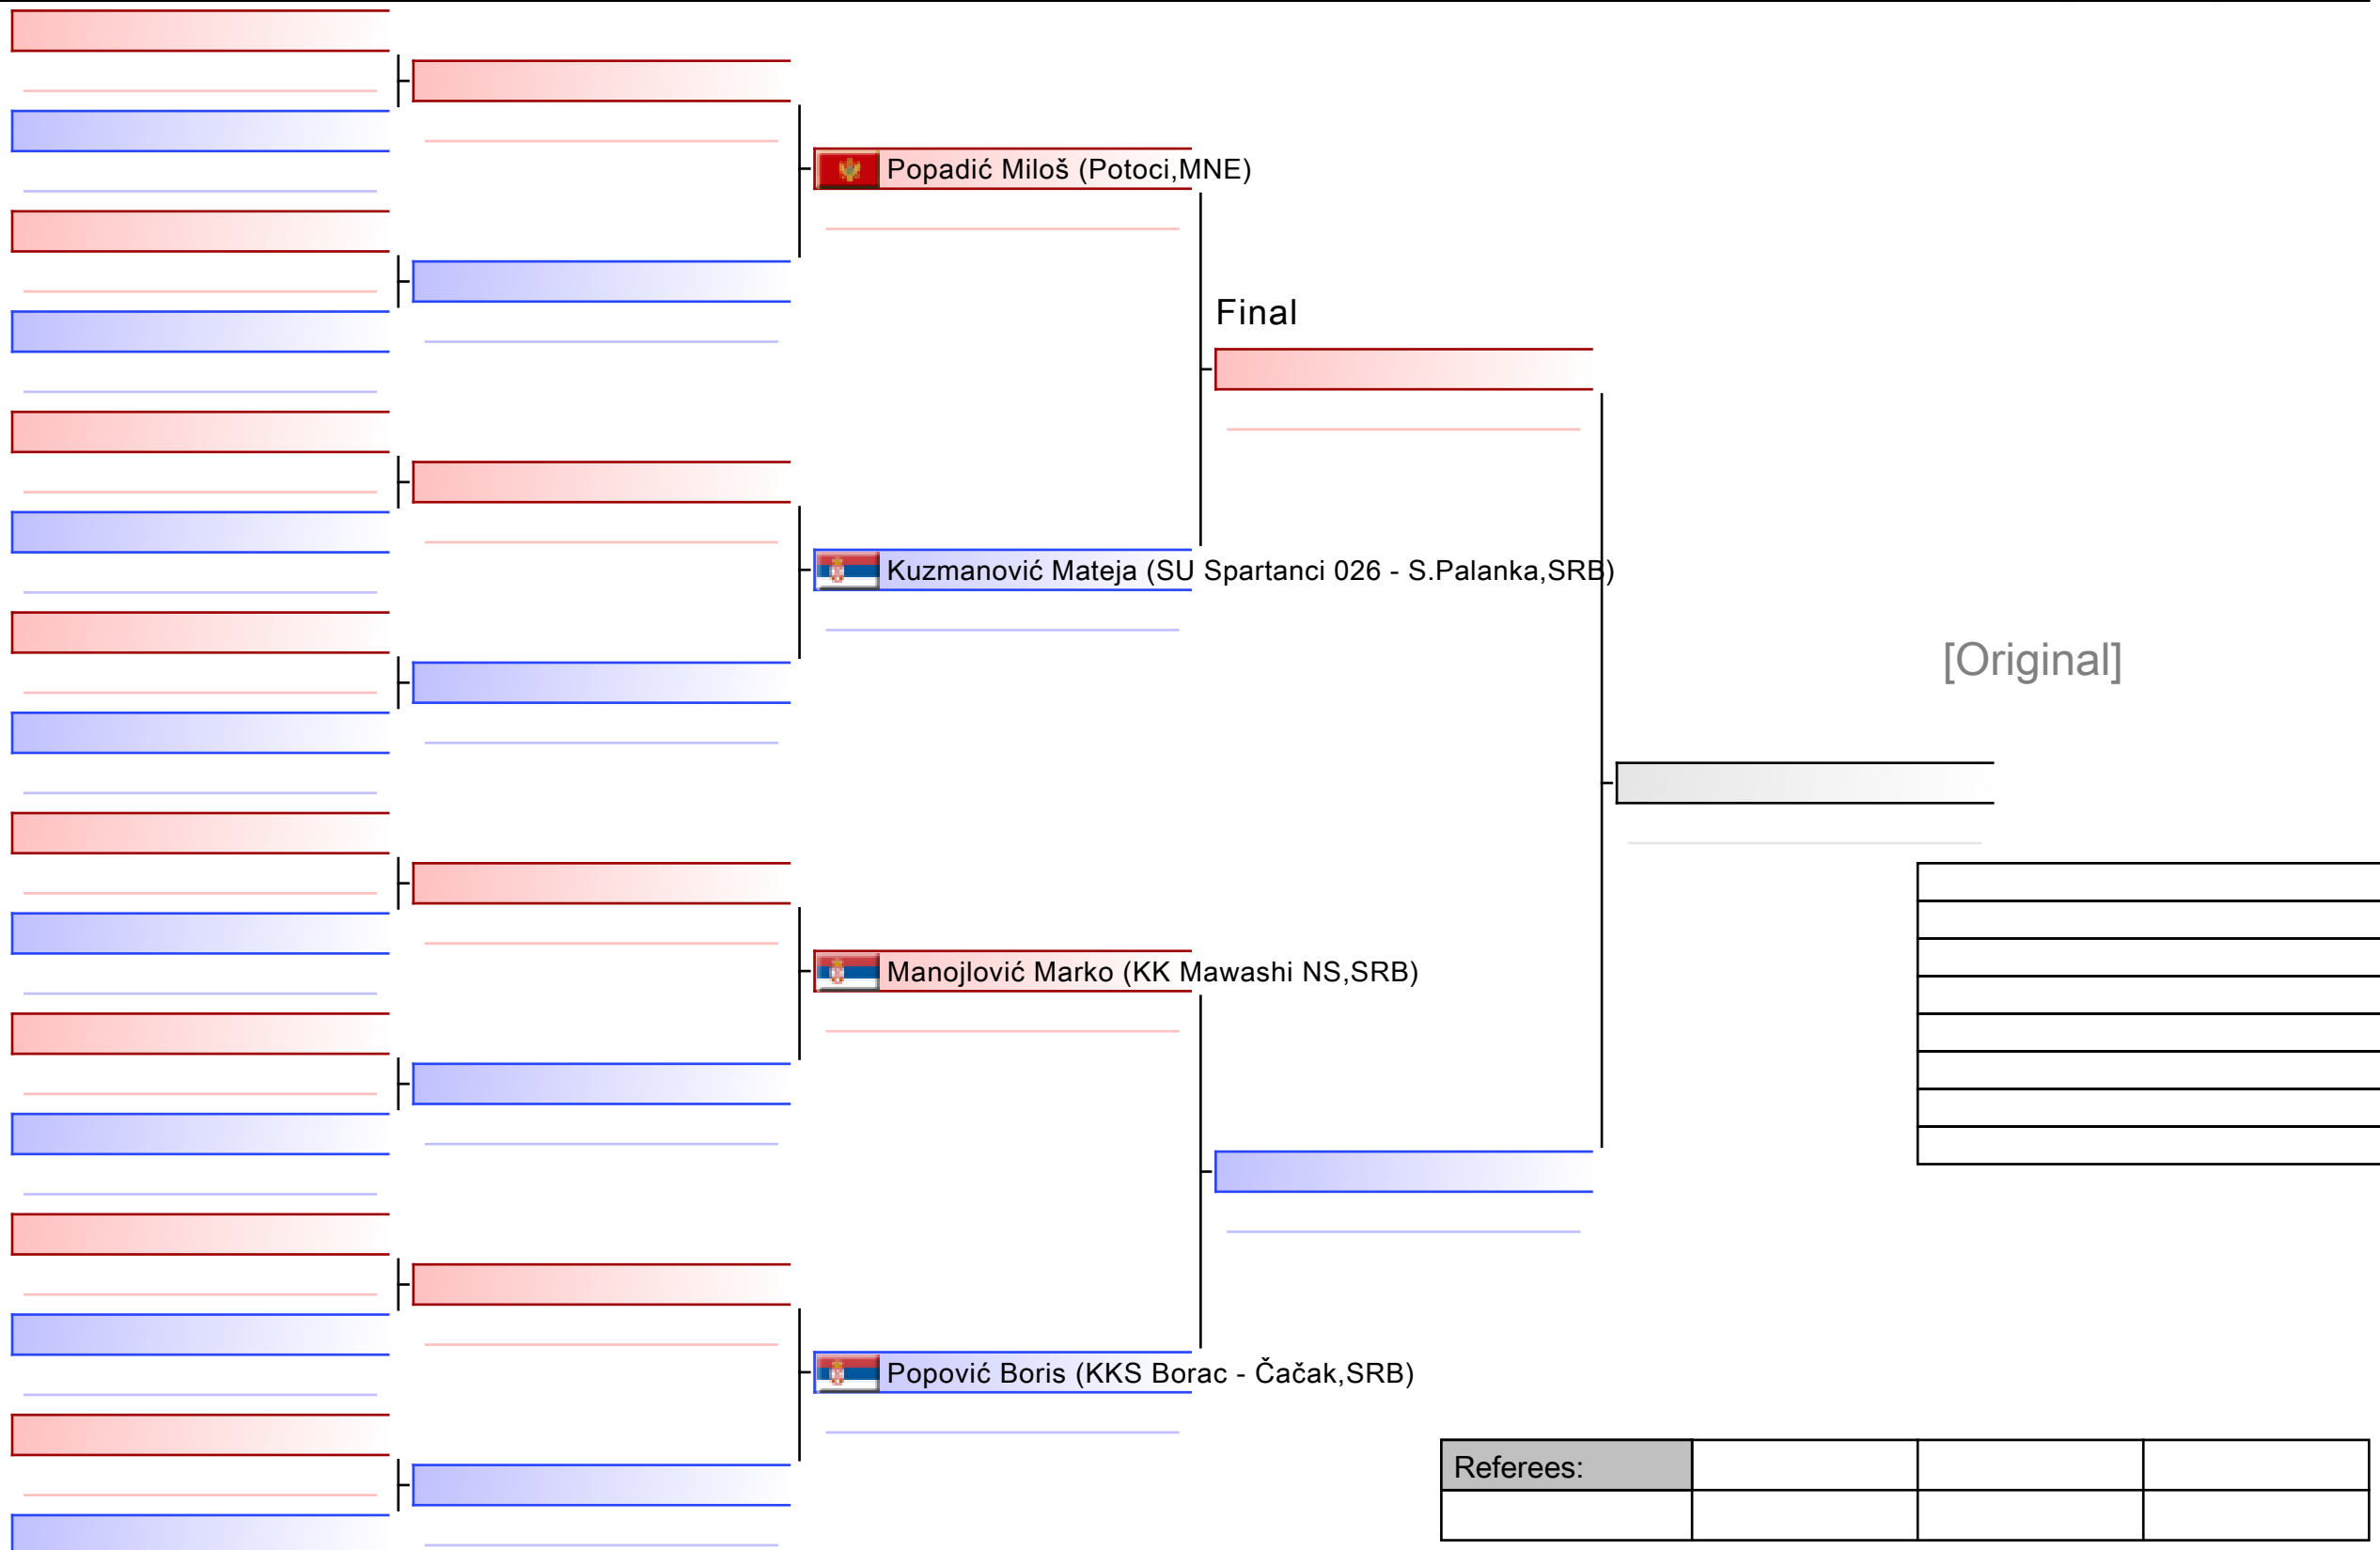 Popadić Miloš (Potoci,MNE)
Final
Kuzmanović Mateja (SU Spartanci 026 - S.Palanka,SRB)
[Original]
Manojlović Marko (KK Mawashi NS,SRB)
Popović Boris (KKS Borac - Čačak,SRB)
Referees: